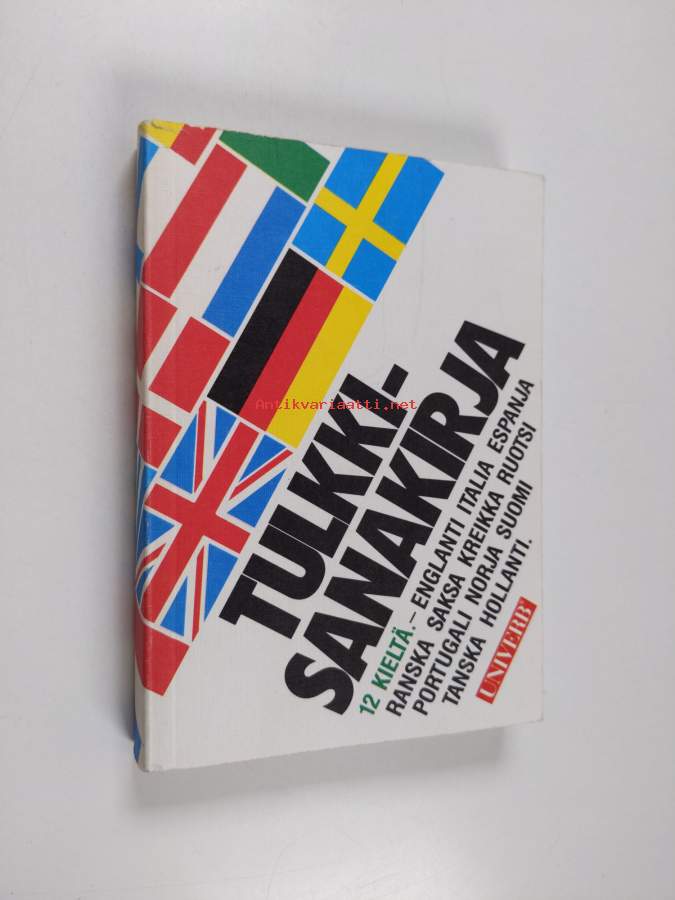 TULKKI-
SANAKIRJA
12 KIELTÄ.– ENGLANTI ITALIA ESPANJA
RANSKA SAKSA KREIKKA RUOTSI
PORTUGALI NORJA SUOMI
TANSKA HOLLANTI.
UNIVERB
Antikvariaatti.net